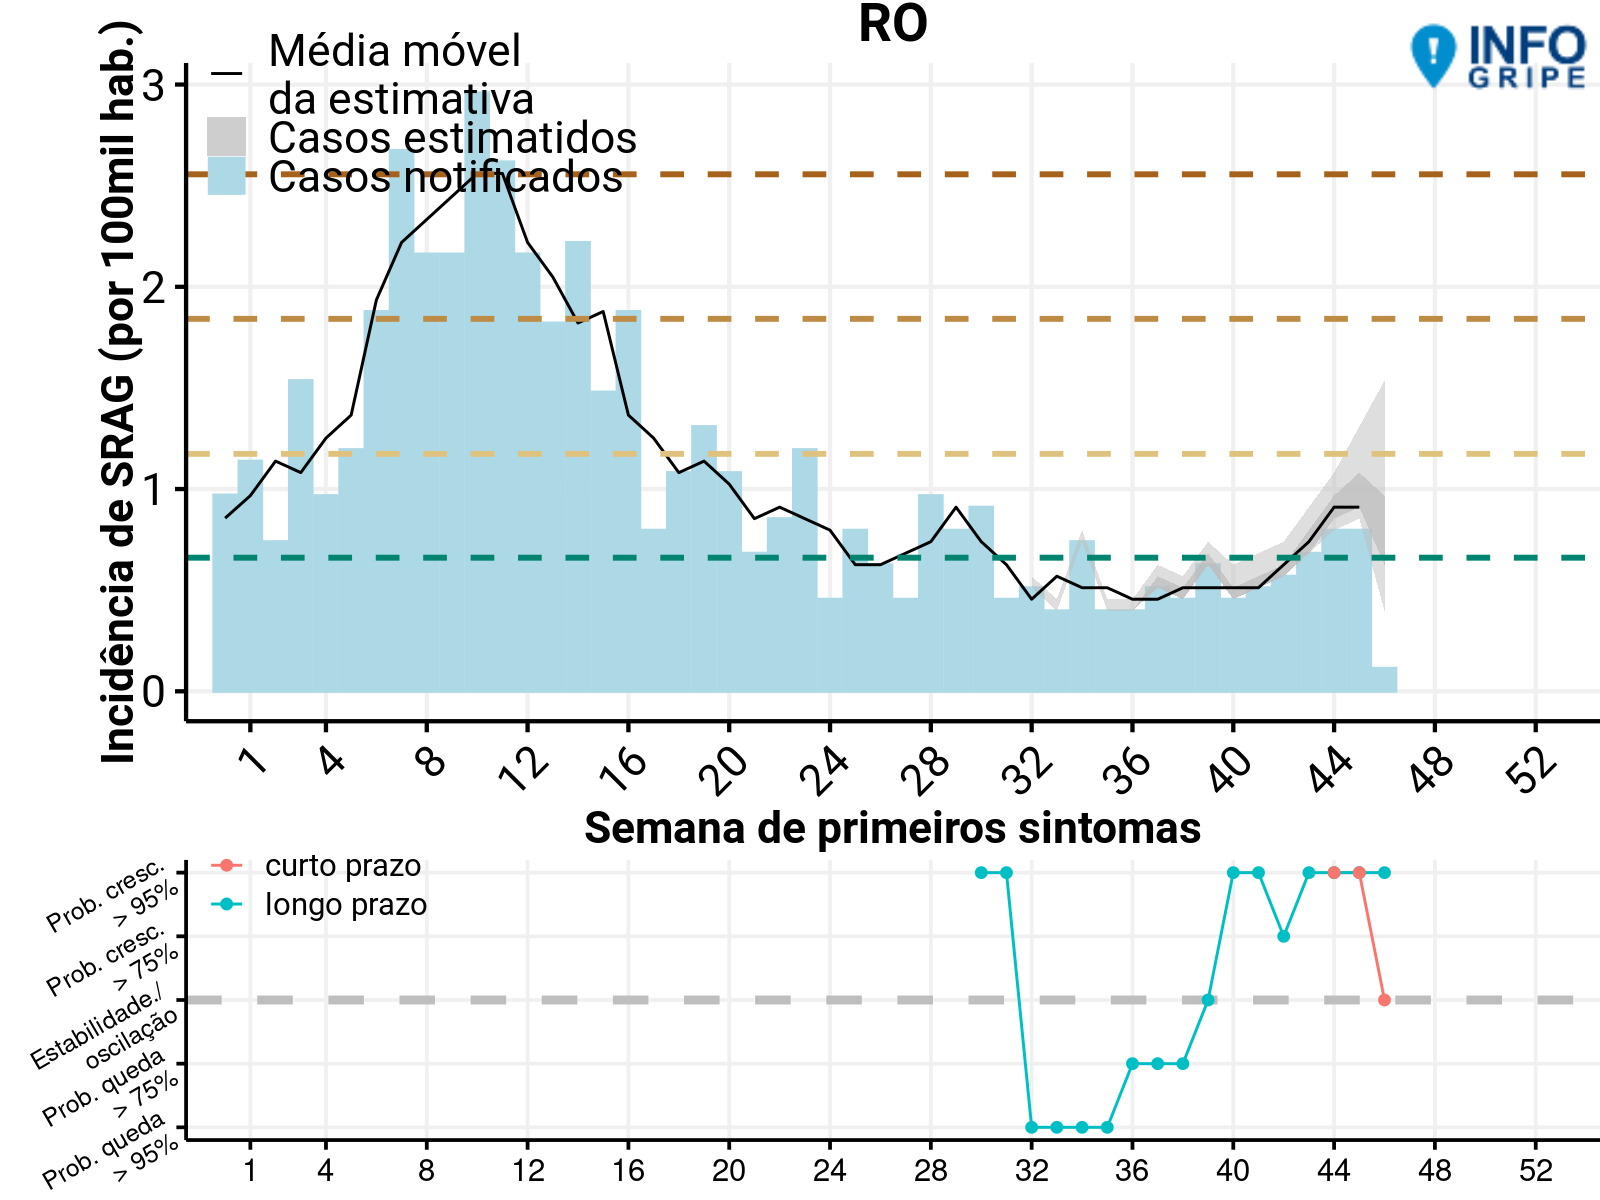 RO
INFO
GRIPE
Incidência de SRAG (por 100mil hab.)
Média móvel
da estimativa
Casos estimatidos
Casos notificados
3
2
1
0
1 4 8 12 16 20 24 28 32 36 40 44 48 52
Semana de primeiros sintomas
curto prazo
longo prazo
Prob. cresc.
> 95%
Prob. cresc.
> 75%
Estabilidade./
oscilação
Prob. queda
> 75%
Prob. queda
> 95%
1 4 8 12 16 20 24 28 32 36 40 44 48 52